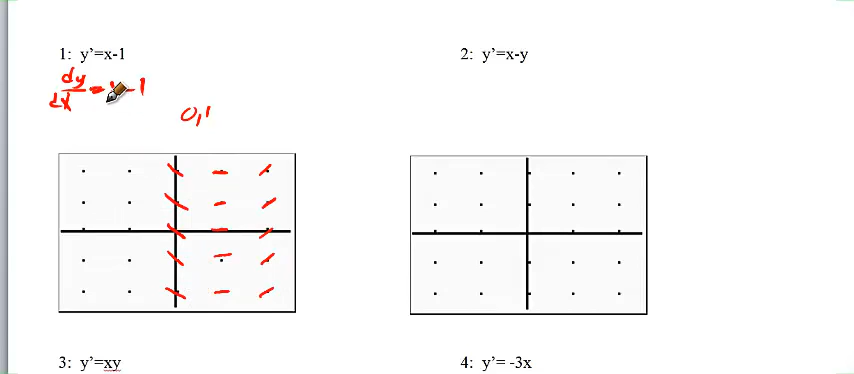 1: y’=x-1
2: y’=x-y
dy
dx
= -1
0,1
3: y’=xy
4: y’= -3x